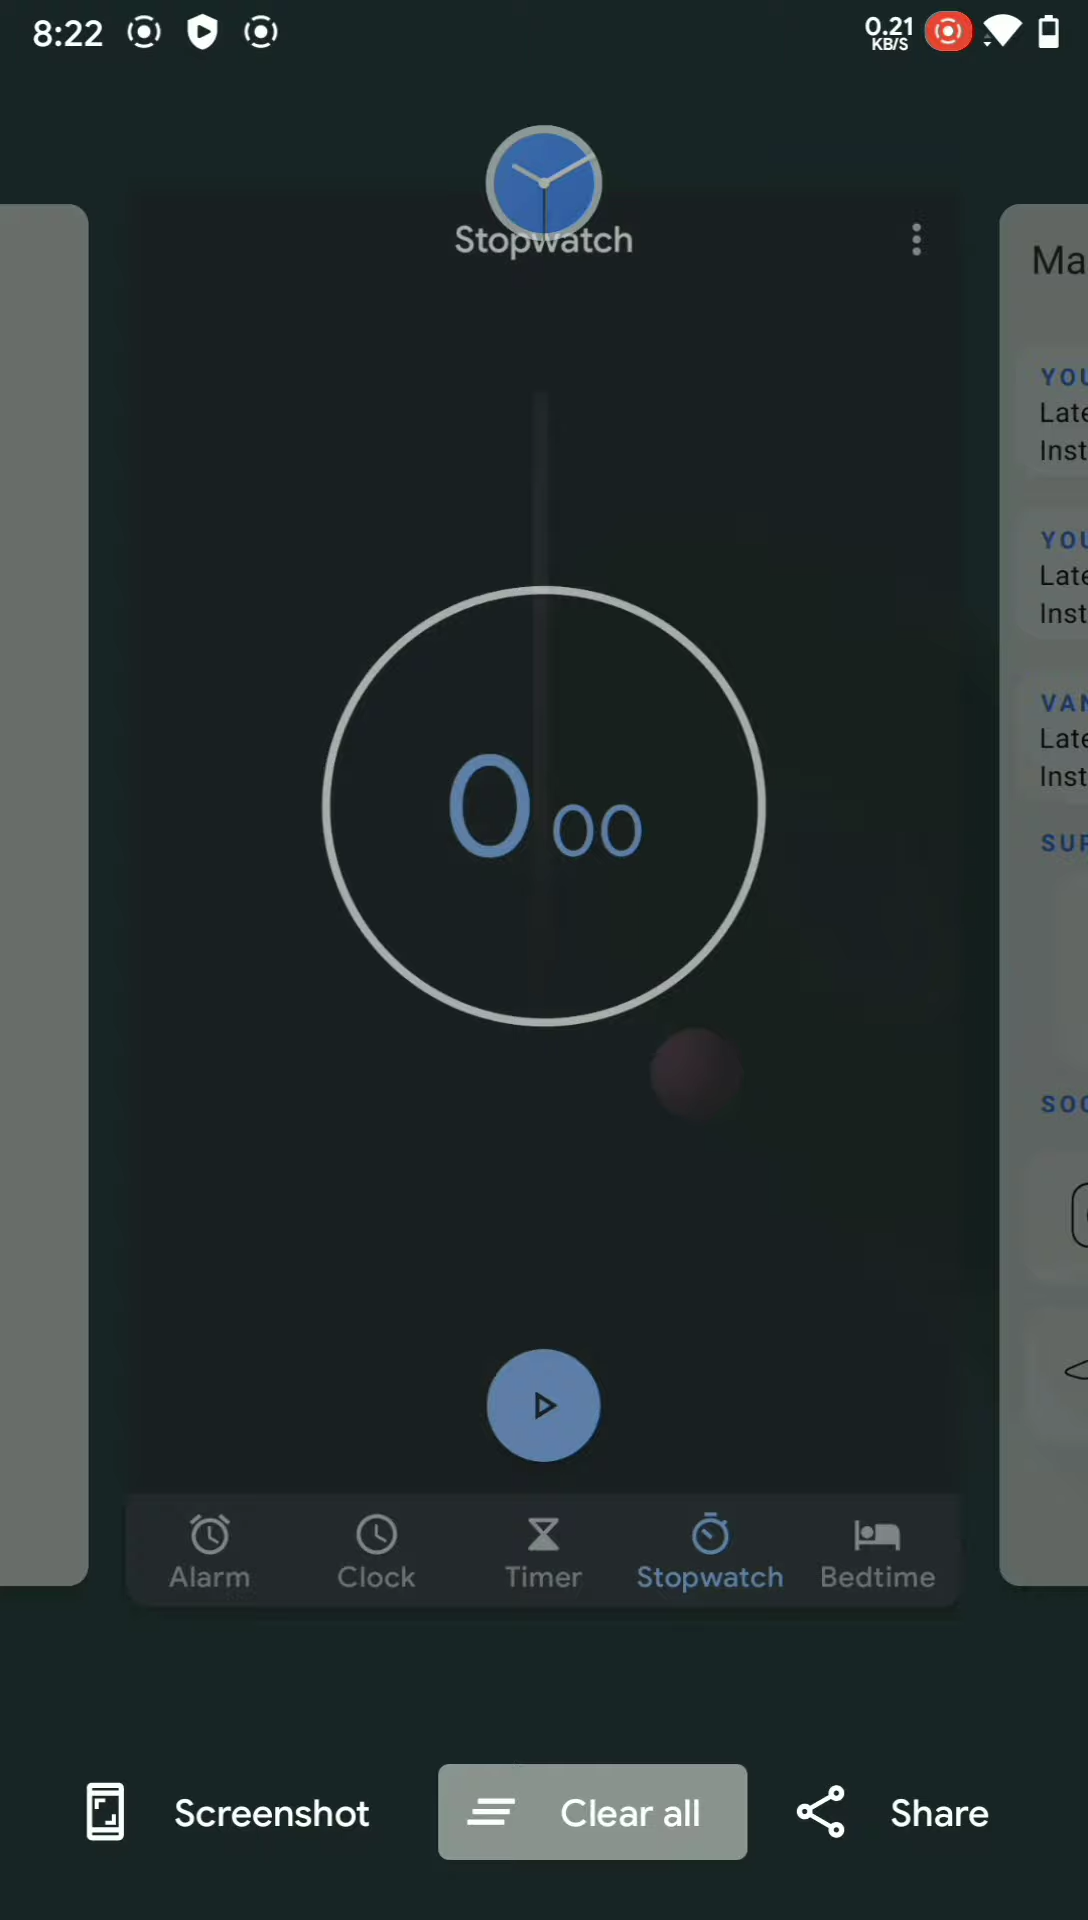 8:22
0.21
KB/S
Stopwatch
Ma
YOU
Late
Inst
YOU
Late
Inst
VAN
Late
Inst
SUP
SOC
0 00
Alarm
Clock
Timer
Stopwatch
Bedtime
Screenshot
Clear all
Share